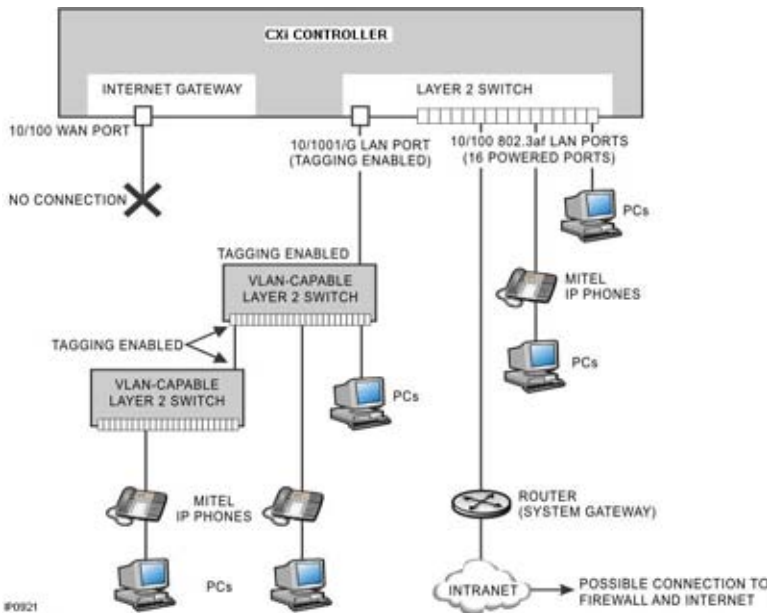 CXi CONTROLLER
INTERNET GATEWAY
LAYER 2 SWITCH
10/100 WAN PORT
10/1001/G LAN PORT
(TAGGING ENABLED)
10/100 802.3af LAN PORTS
(16 POWERED PORTS)
NO CONNECTION
PCs
TAGGING ENABLED
VLAN-CAPABLE
LAYER 2 SWITCH
MITEL
IP PHONES
TAGGING ENABLED
PCs
VLAN-CAPABLE
LAYER 2 SWITCH
PCs
MITEL
IP PHONES
ROUTER
(SYSTEM GATEWAY)
PCs
INTRANET
POSSIBLE CONNECTION TO
FIREWALL AND INTERNET
IP0921